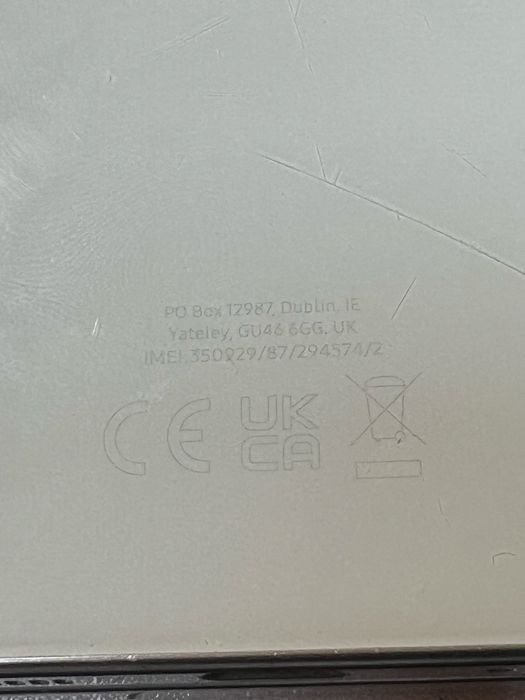 PO Box 12987, Dublin, IE
Yateley, GU46 6GG. UK
IMEI 350929/87/294574/2
CE UK
CA